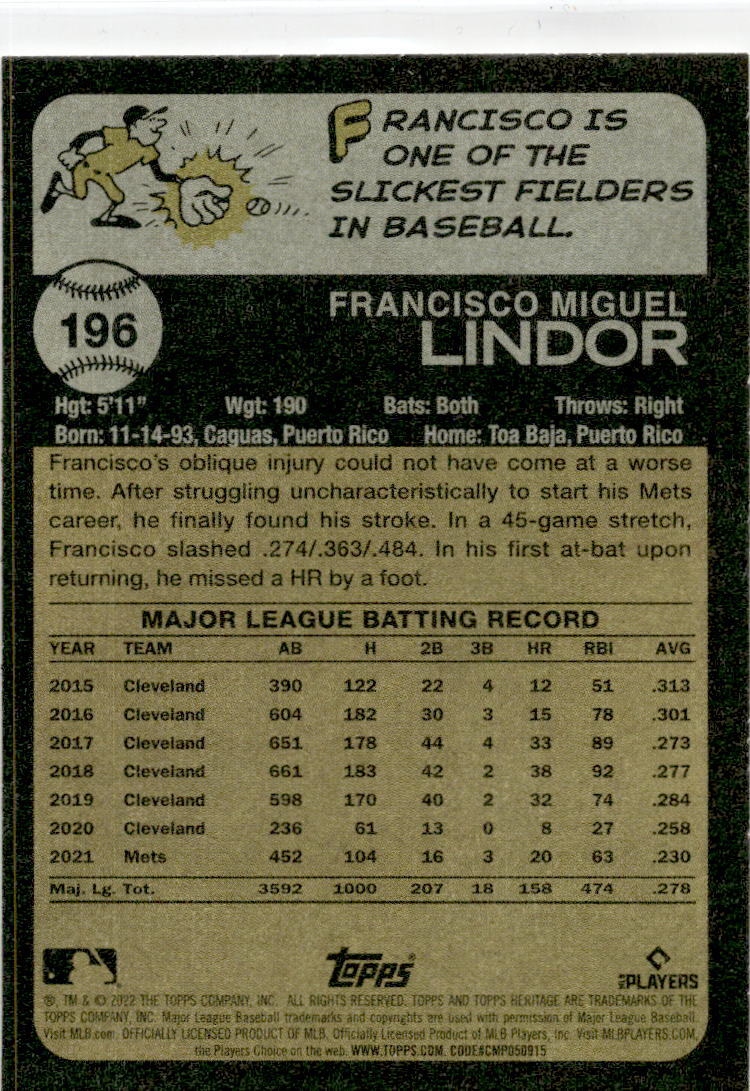 FRANCISCO IS
ONE OF THE
SLICKEST FIELDERS
IN BASEBALL.
196
FRANCISCO MIGUEL
LINDOR
Hgt: 5'11" Wgt: 190 Bats: Both Throws: Right
Born: 11-14-93, Caguas, Puerto Rico Home: Toa Baja, Puerto Rico
Francisco's oblique injury could not have come at a worse
time. After struggling uncharacteristically to start his Mets
career, he finally found his stroke. In a 45-game stretch,
Francisco slashed .274/.363/.484. In his first at-bat upon
returning, he missed a HR by a foot.
MAJOR LEAGUE BATTING RECORD
YEAR TEAM AB H 2B 3B HR RBI AVG
2015 Cleveland 390 122 22 4 12 51 .313
2016 Cleveland 604 182 30 3 15 78 .301
2017 Cleveland 651 178 44 4 33 89 .273
2018 Cleveland 661 183 42 2 38 92 .277
2019 Cleveland 598 170 40 2 32 74 .284
2020 Cleveland 236 61 13 0 8 27 .258
2021 Mets 452 104 16 3 20 63 .230
Maj. Lg. Tot. 3592 1000 207 18 158 474 .278
Topps
MLB PLAYERS
®, TM & © 2022 THE TOPPS COMPANY, INC. ALL RIGHTS RESERVED. TOPPS AND TOPPS HERITAGE ARE TRADEMARKS OF THE
TOPPS COMPANY, INC. Major League Baseball trademarks and copyrights are used with permission of Major League Baseball.
Visit MLB.com. OFFICIALLY LICENSED PRODUCT OF MLB. Officially Licensed Product of MLB Players, Inc. Visit MLBPLAYERS.COM,
the Players Choice on the web. WWW.TOPPS.COM. CODE#CMP050915